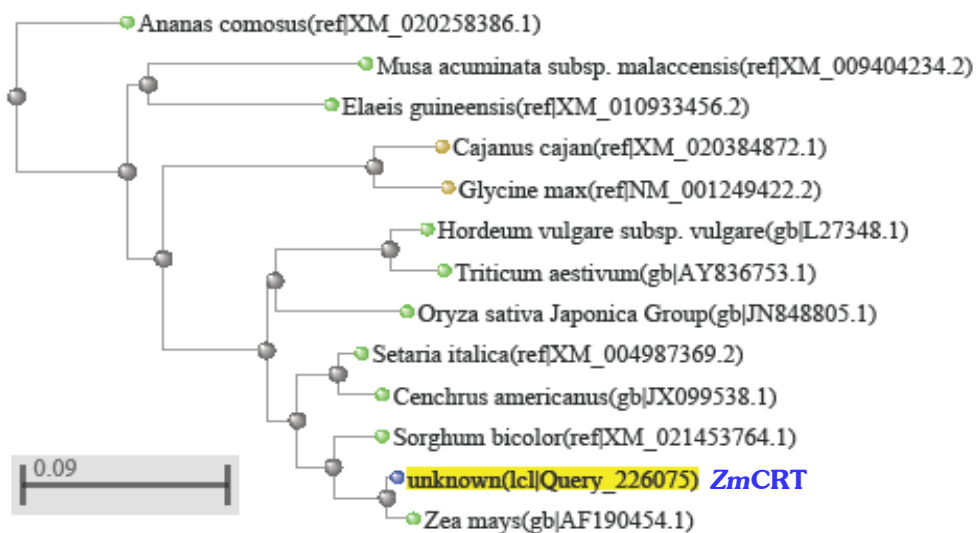 Ananas comosus(ref|XM_020258386.1)
Musa acuminata subsp. malaccensis(ref|XM_009404234.2)
Elaeis guineensis(ref|XM_010933456.2)
Cajanus cajan(ref|XM_020384872.1)
Glycine max(ref|NM_001249422.2)
Hordeum vulgare subsp. vulgare(gb|L27348.1)
Triticum aestivum(gb|AY836753.1)
Oryza sativa Japonica Group(gb|JN848805.1)
Setaria italica(ref|XM_004987369.2)
Cenchrus americanus(gb|JX099538.1)
Sorghum bicolor(ref|XM_021453764.1)
0.09
unknown(lcl|Query_226075) ZmCRT
Zea mays(gb|AF190454.1)